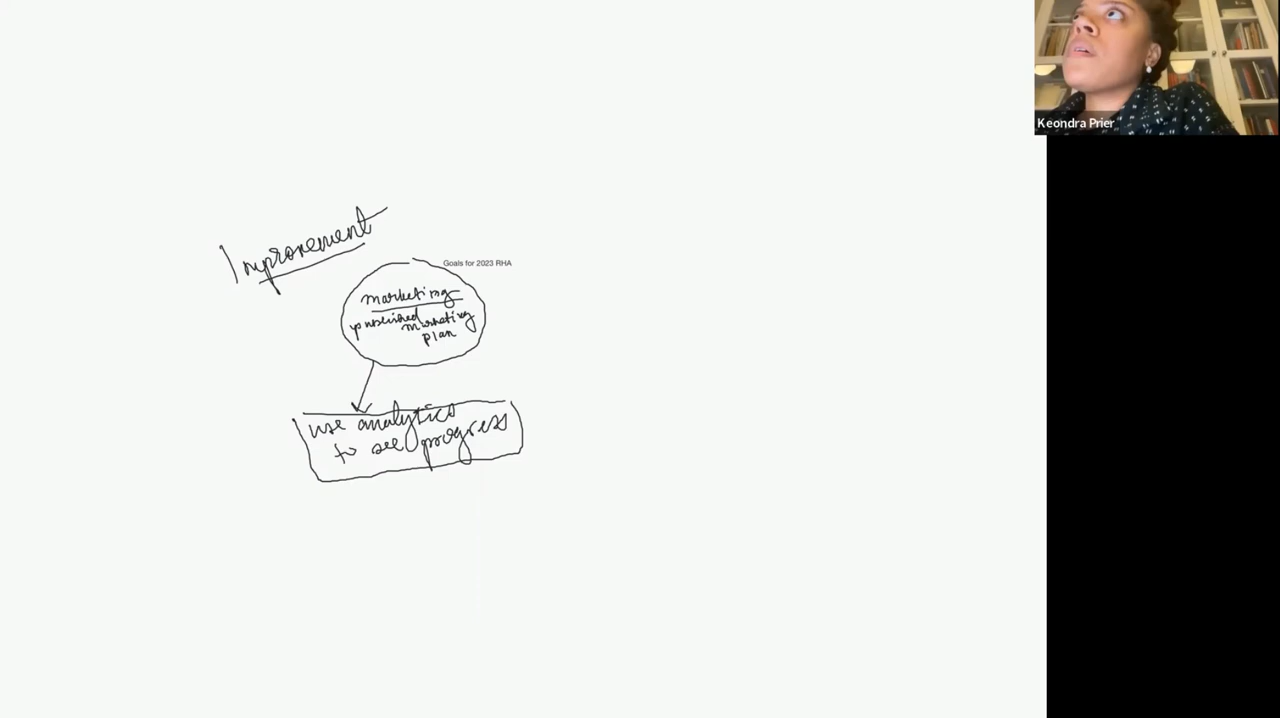 Keondra Prier
Improvement
Goals for 2023 RHA
marketing
published marketing
plan
use analytics
to see progress